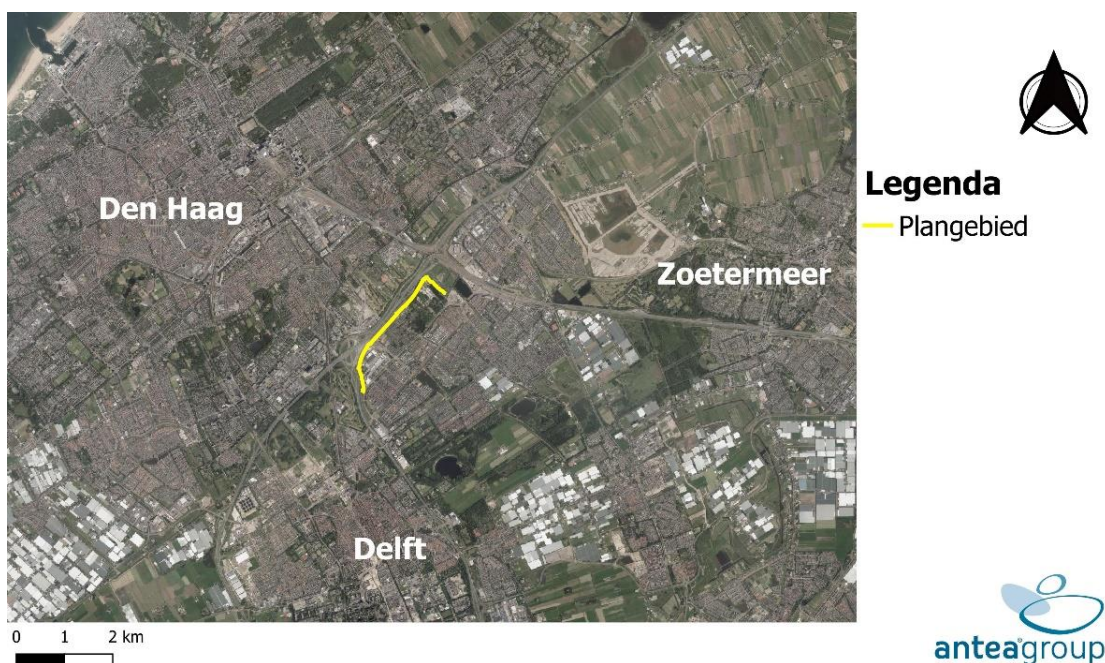 Den Haag
Zoetermeer
Delft
Legenda
Plangebied
0 1 2 km
anteagroup